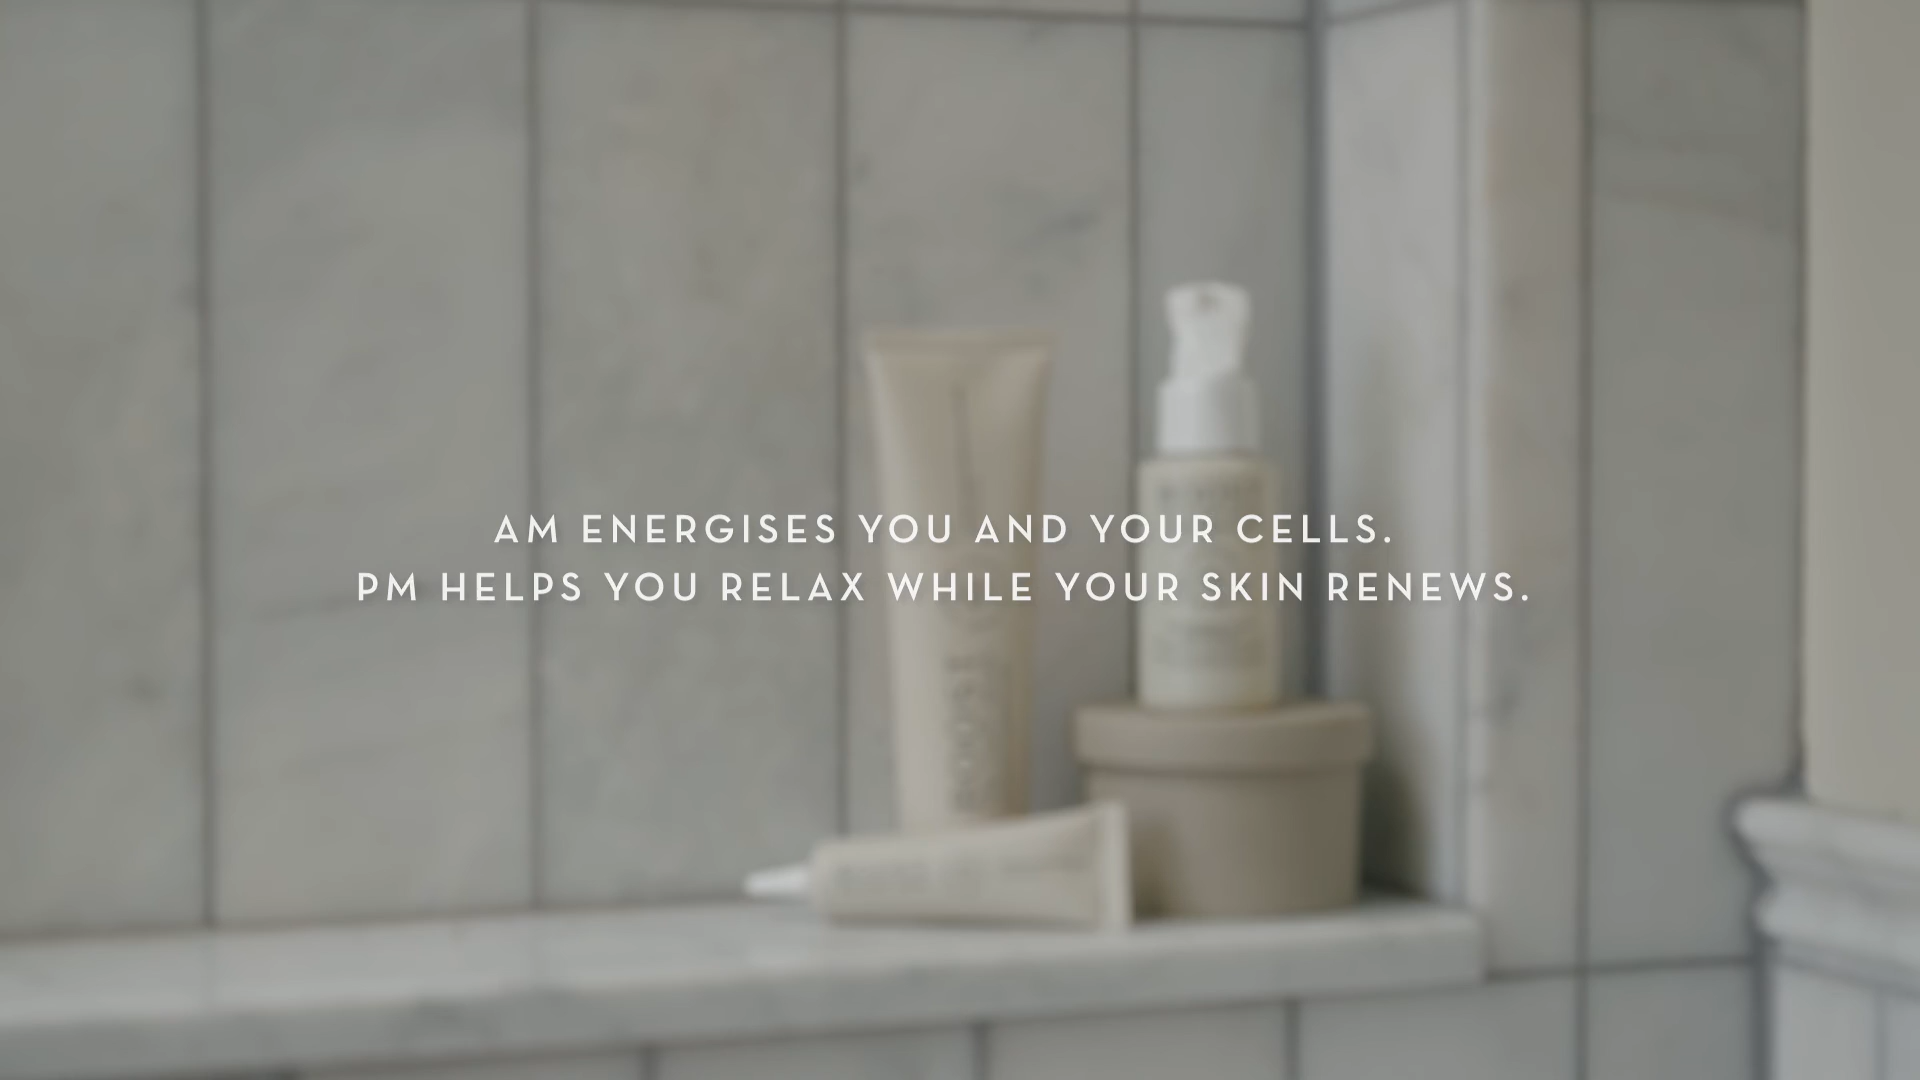 AM ENERGISES YOU AND YOUR CELLS.
PM HELPS YOU RELAX WHILE YOUR SKIN RENEWS.